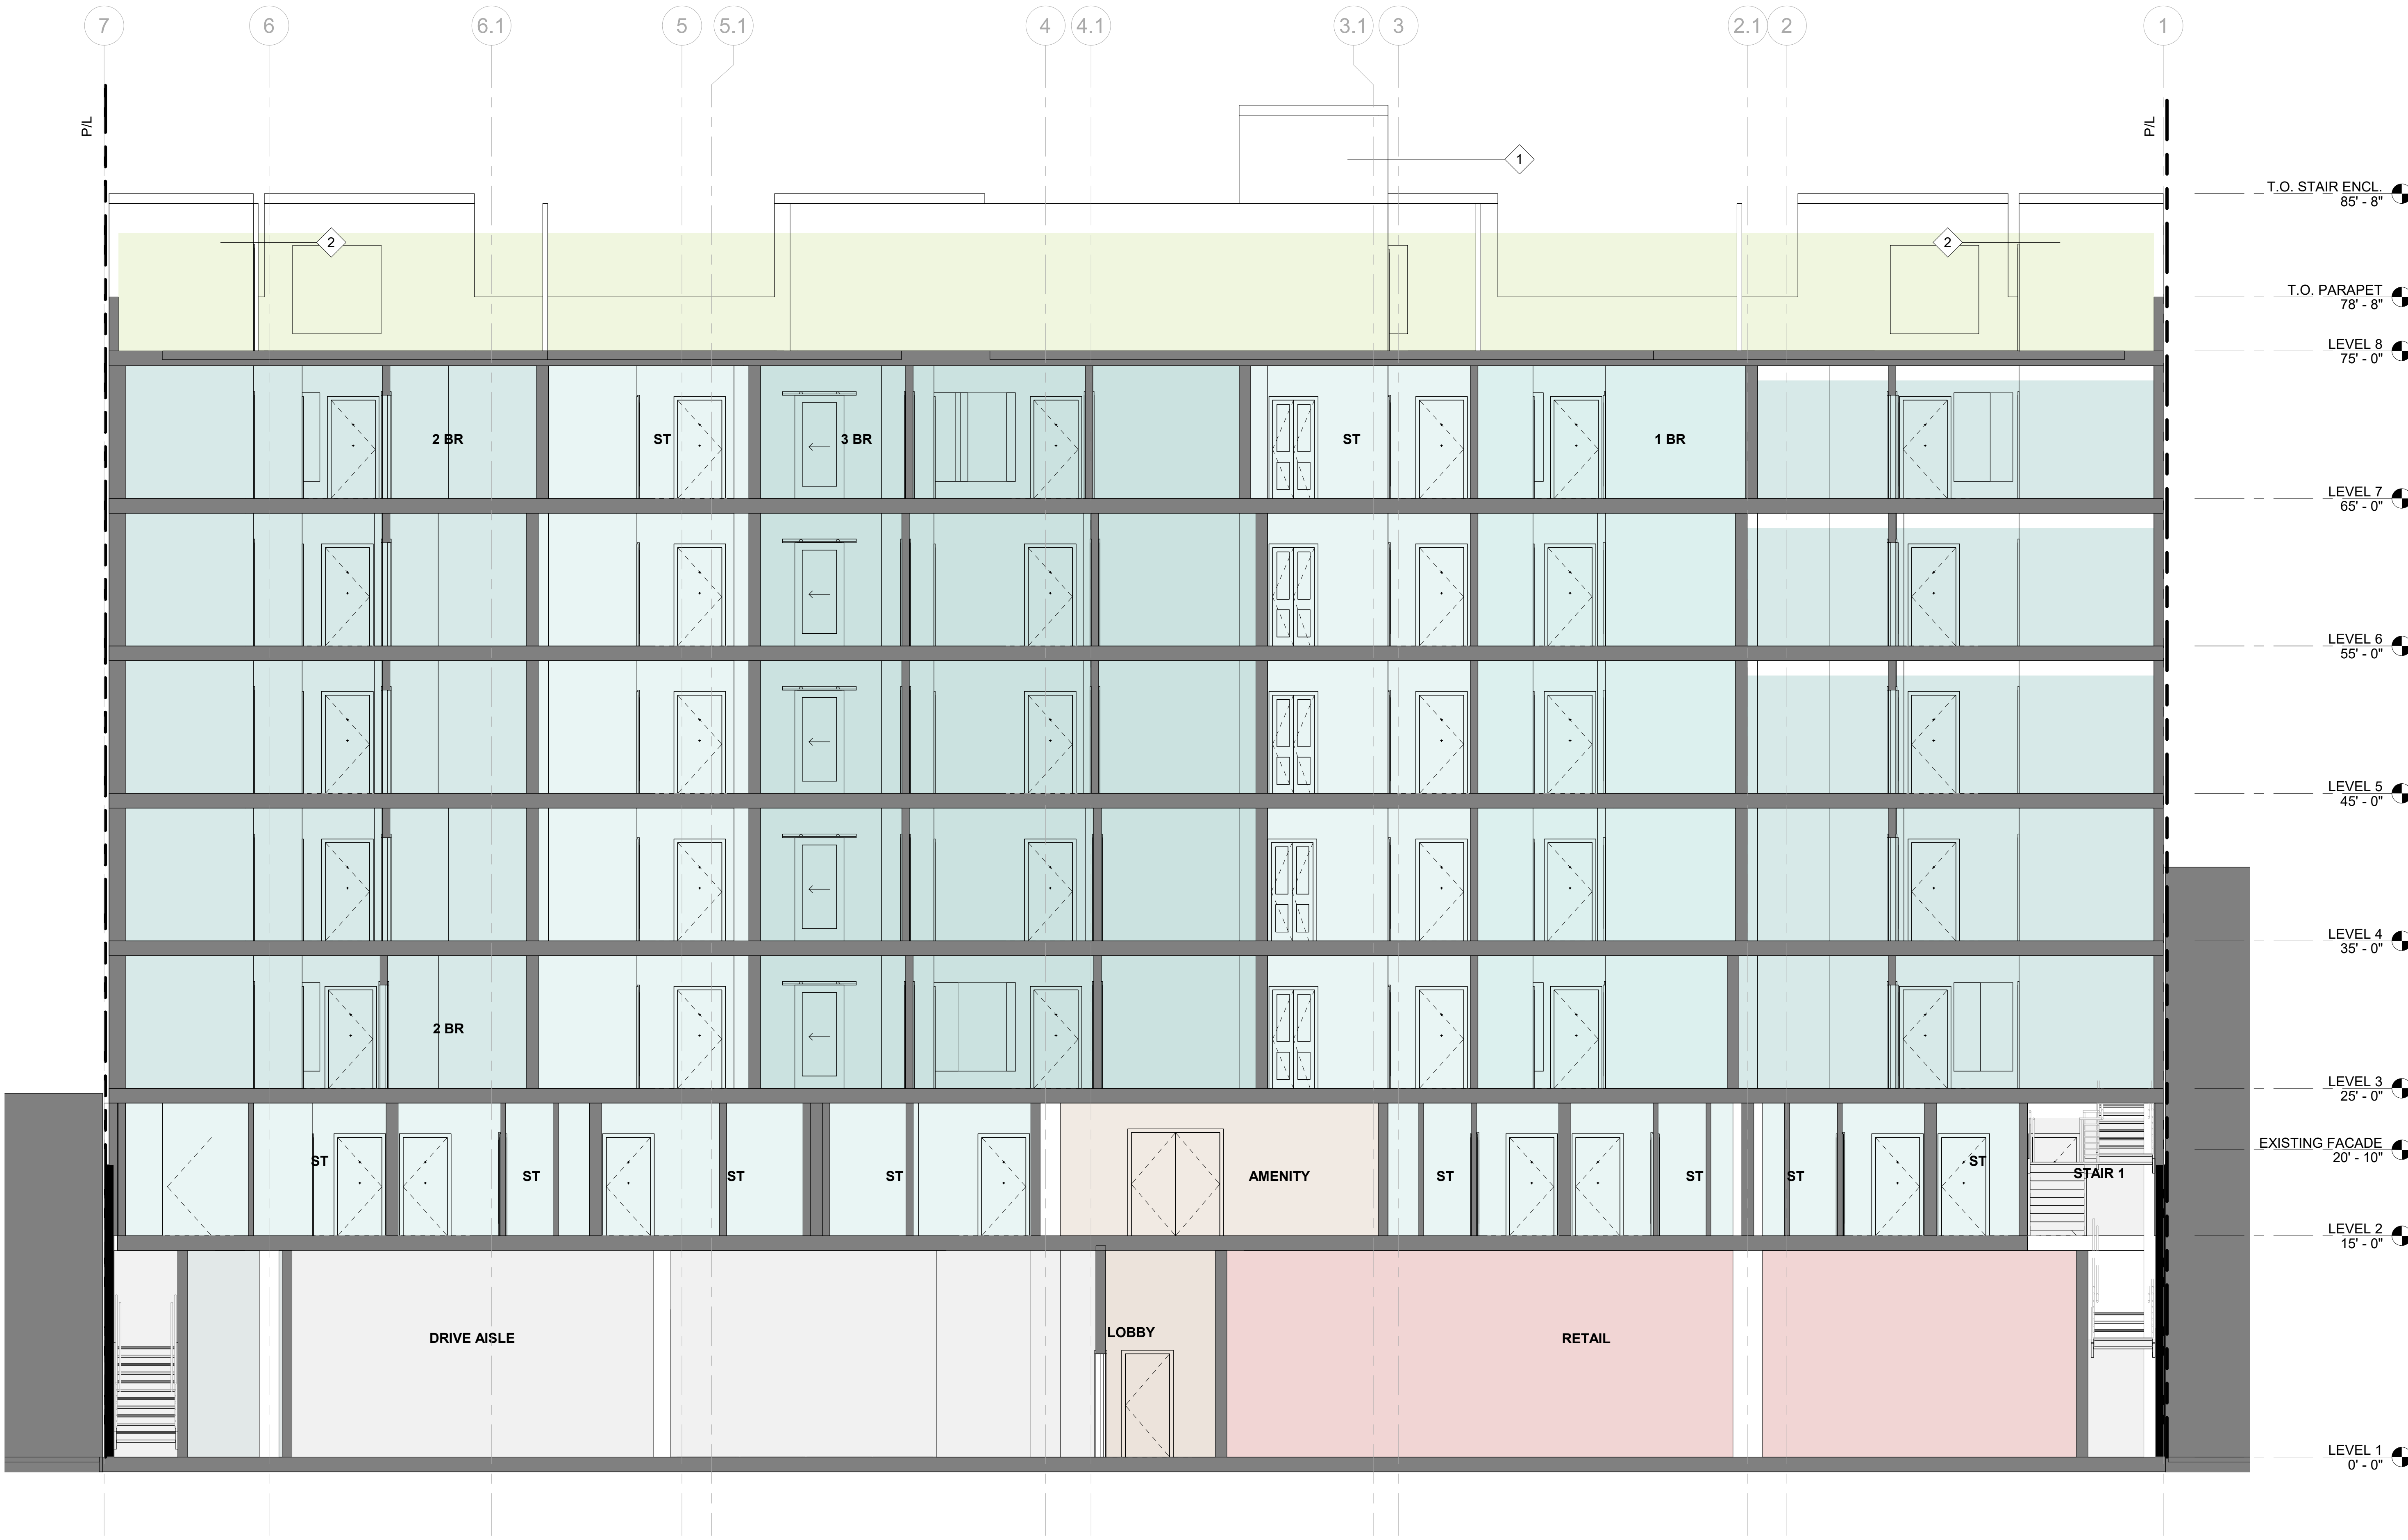 7 6 6.1 5 5.1 4 4.1 3.1 3 2.1 2 1
P/L
P/L
1
T.O. STAIR ENCL.
85' - 8"
2
2
T.O. PARAPET
78' - 8"
LEVEL 8
75' - 0"
2 BR ST 3 BR ST 1 BR
LEVEL 7
65' - 0"
LEVEL 6
55' - 0"
LEVEL 5
45' - 0"
LEVEL 4
35' - 0"
2 BR
LEVEL 3
25' - 0"
EXISTING FACADE
20' - 10"
ST ST ST ST AMENITY ST ST ST ST STAIR 1
LEVEL 2
15' - 0"
DRIVE AISLE LOBBY RETAIL
LEVEL 1
0' - 0"